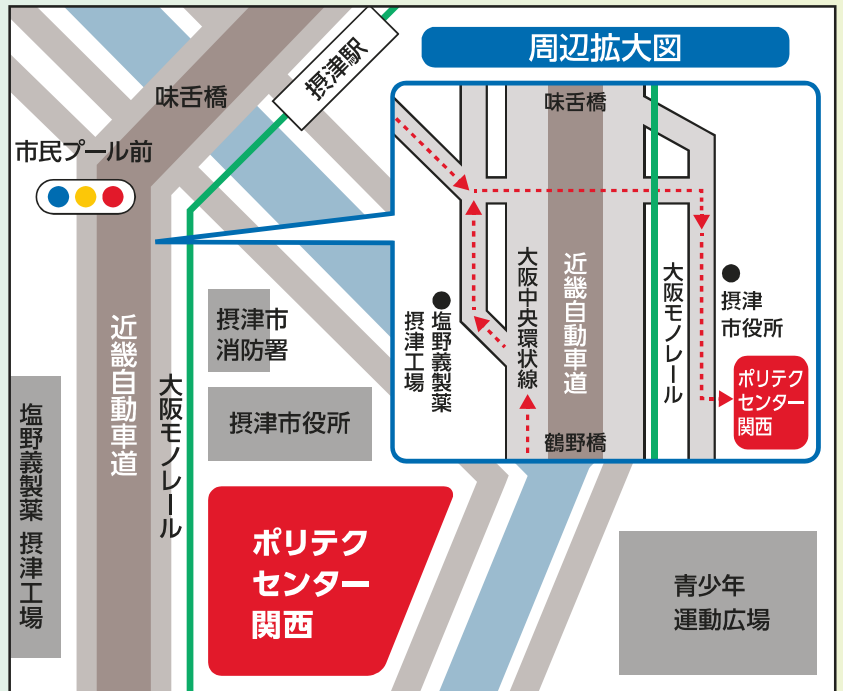 摂津駅
周辺拡大図
味舌橋
市民プール前
近畿自動車道
大阪モノレール
摂津市
消防署
摂津市役所
塩野義製薬 摂津工場
ポリテク
センター
関西
青少年
運動広場
味舌橋
大阪中央環状線
近畿自動車道
大阪モノレール
摂津
市役所
塩野義製薬
摂津工場
ポリテク
センター
関西
鶴野橋